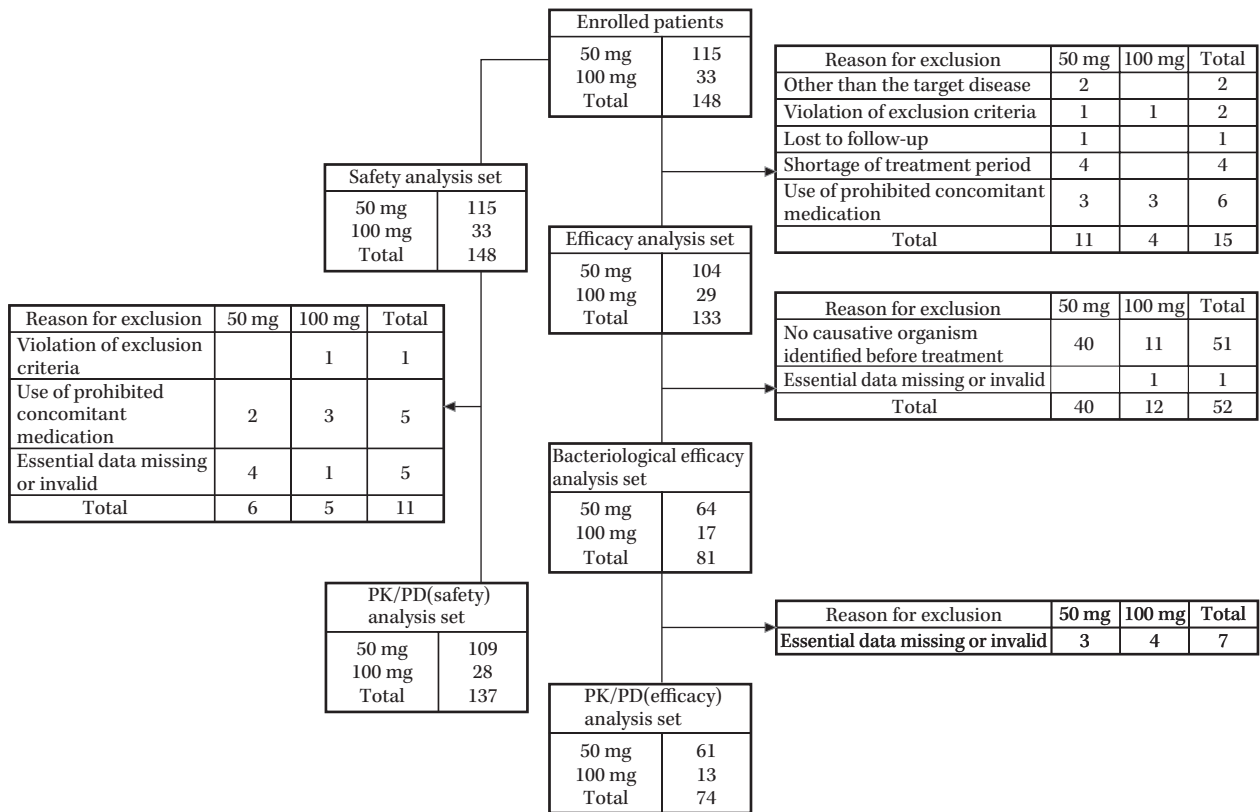 Enrolled patients
50 mg 115
100 mg 33
Total 148
Reason for exclusion 50 mg 100 mg Total
Other than the target disease 2 2
Violation of exclusion criteria 1 1 2
Lost to follow-up 1 1
Shortage of treatment period 4 4
Use of prohibited concomitant
medication 3 3 6
Total 11 4 15
Safety analysis set
50 mg 115
100 mg 33
Total 148
Efficacy analysis set
50 mg 104
100 mg 29
Total 133
Reason for exclusion 50 mg 100 mg Total
No causative organism
identified before treatment 40 11 51
Essential data missing or invalid 1 1
Total 40 12 52
Reason for exclusion 50 mg 100 mg Total
Violation of exclusion
criteria 1 1
Use of prohibited
concomitant 2 3 5
medication
Essential data missing 4 1 5
or invalid
Total 6 5 11
Bacteriological efficacy
analysis set
50 mg 64
100 mg 17
Total 81
PK/PD(safety)
analysis set
50 mg 109
100 mg 28
Total 137
Reason for exclusion 50 mg 100 mg Total
Essential data missing or invalid 3 4 7
PK/PD(efficacy)
analysis set
50 mg 61
100 mg 13
Total 74